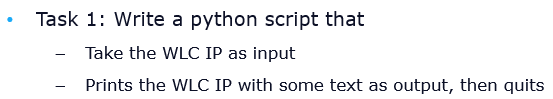 • Task 1: Write a python script that
– Take the WLC IP as input
– Prints the WLC IP with some text as output, then quits